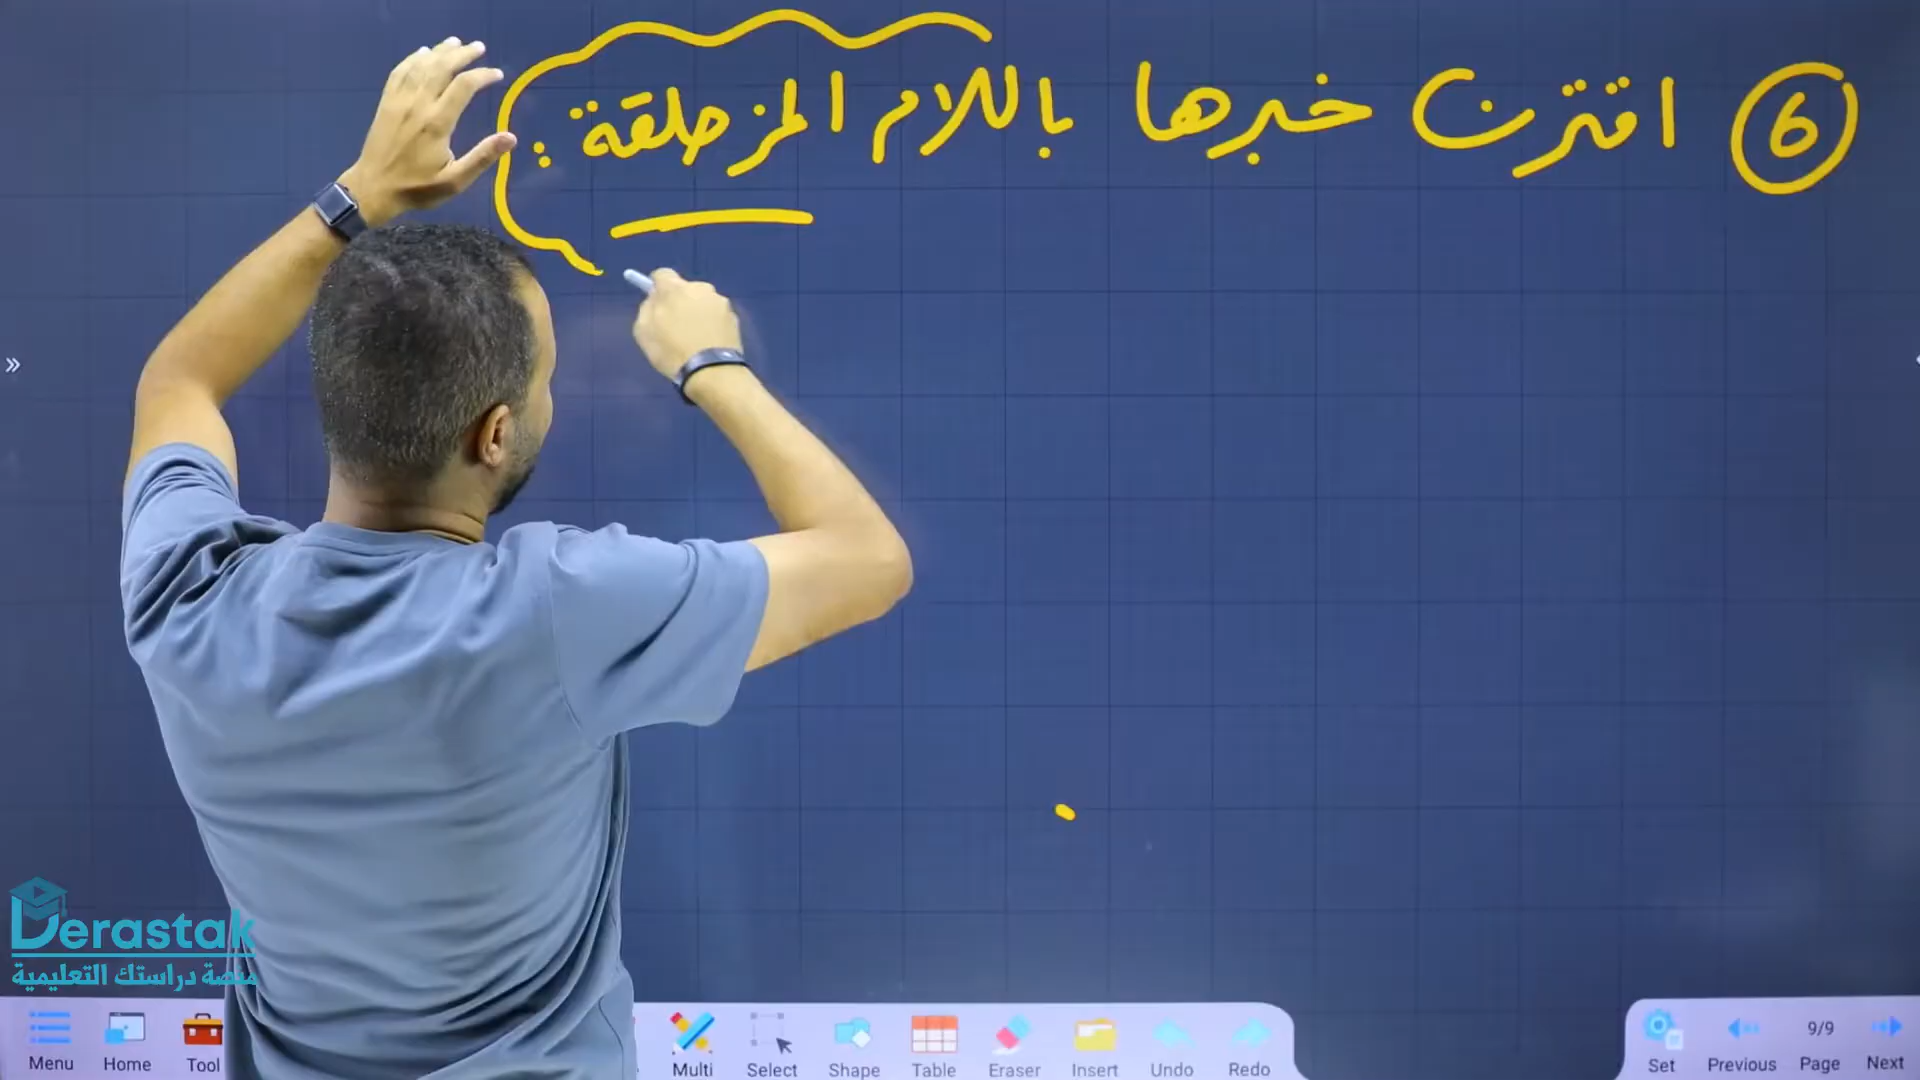 ⑥ اقترن خبرها باللام المزحلقة :
Derastak
منصة دراستك التعليمية
Menu
Home
Tool
Multi
Select
Shape
Table
Eraser
Insert
Undo
Redo
Set
Previous
9/9
Page
Next